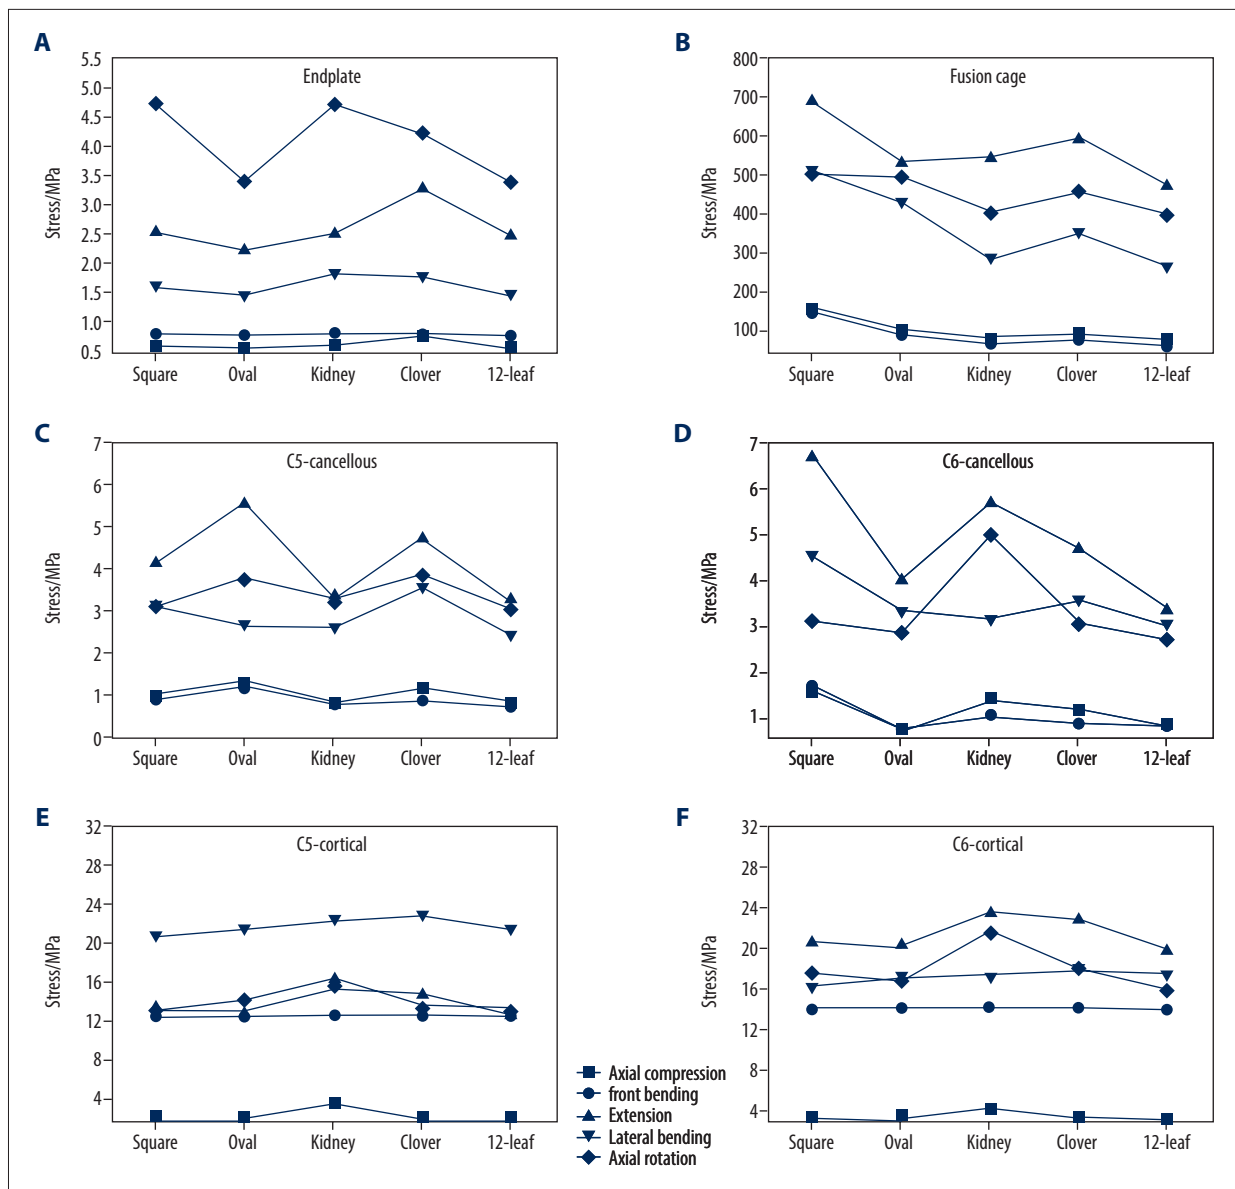 A
Endplate
Stress/MPa
5.5
5.0
4.5
4.0
3.5
3.0
2.5
2.0
1.5
1.0
0.5
Square Oval Kidney Clover 12-leaf
B
Fusion cage
Stress/MPa
800
700
600
500
400
300
200
100
Square Oval Kidney Clover 12-leaf
C
C5-cancellous
Stress/MPa
7
6
5
4
3
2
1
0
Square Oval Kidney Clover 12-leaf
D
C6-cancellous
Stress/MPa
7
6
5
4
3
2
1
Square Oval Kidney Clover 12-leaf
E
C5-cortical
Stress/MPa
32
28
24
20
16
12
8
4
Square Oval Kidney Clover 12-leaf
F
C6-cortical
Stress/MPa
32
28
24
20
16
12
8
4
Square Oval Kidney Clover 12-leaf
Axial compression
front bending
Extension
Lateral bending
Axial rotation